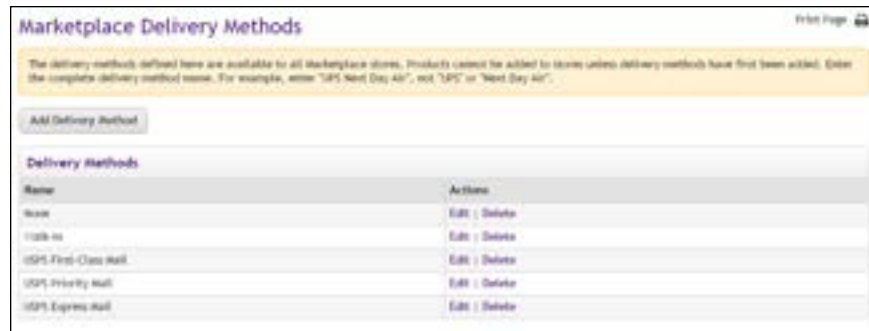 Marketplace Delivery Methods
Print Page
The delivery methods defined here are available to all Marketplace stores. Products cannot be added to stores unless delivery methods have first been added. Enter
the complete delivery method name. For example, enter "UPS Next Day Air", not "UPS" or "Next Day Air".
Add Delivery Method
Delivery Methods
Name Actions
Edit | Delete
Edit | Delete
USPS First-Class Mail Edit | Delete
USPS Priority Mail Edit | Delete
USPS Express Mail Edit | Delete